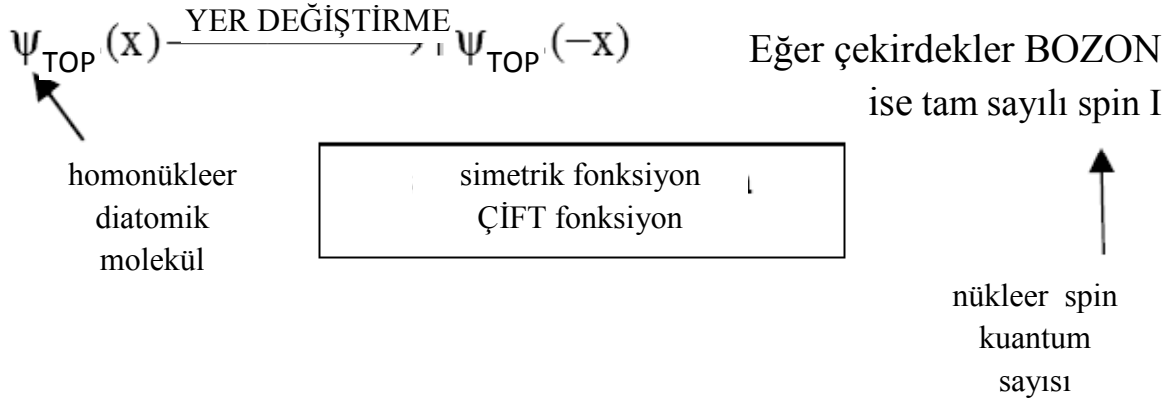 YER DEĞİŞTİRME
ψTOP(x) → ψTOP(−x)
Eğer çekirdekler BOZON
ise tam sayılı spin I
homonükleer
diatomik
molekül
simetrik fonksiyon
ÇİFT fonksiyon
nükleer spin
kuantum
sayısı